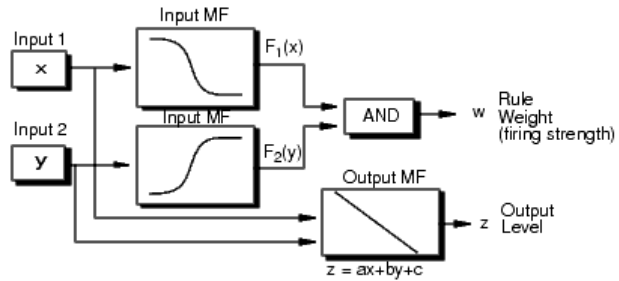 Input MF
Input 1
x
F₁(x)
Input MF
AND
w
Rule
Weight
(firing strength)
Input 2
y
F₂(y)
Output MF
z
Output
Level
z = ax+by+c